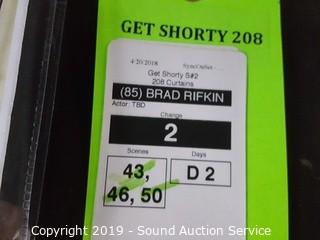 GET SHORTY 208
4/20/2018
Get Shorty S#2
208 Curtains
(85) BRAD RIFKIN
Actor: TBD
Change
2
Scenes Days
43,
46, 50
D 2
Copyright 2019 - Sound Auction Service